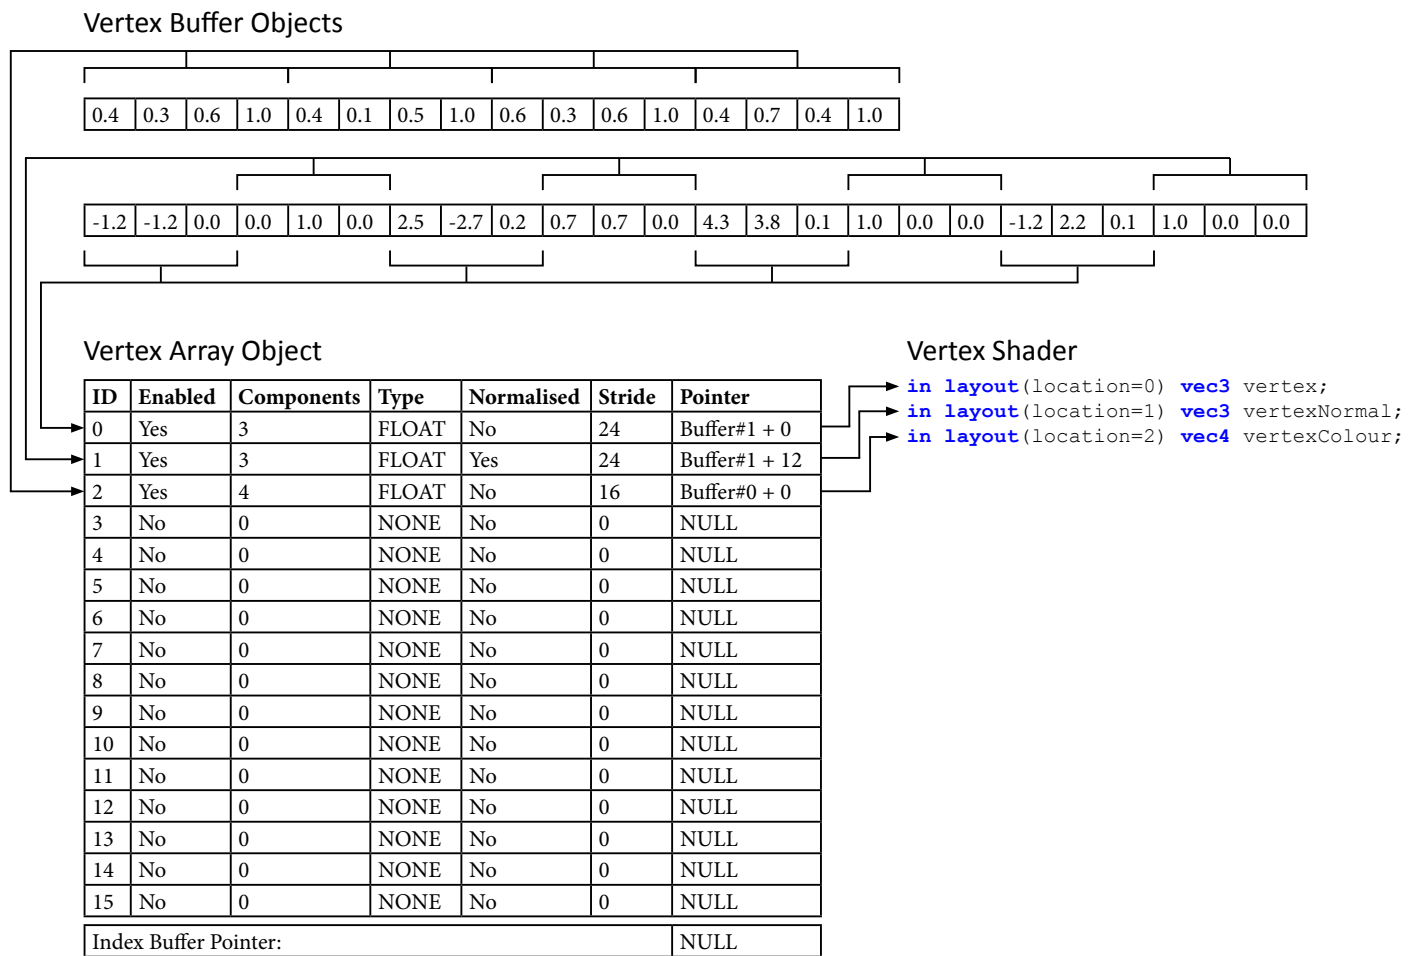 Vertex Buffer Objects
0.4 0.3 0.6 1.0 0.4 0.1 0.5 1.0 0.6 0.3 0.6 1.0 0.4 0.7 0.4 1.0
-1.2 -1.2 0.0 0.0 1.0 0.0 2.5 -2.7 0.2 0.7 0.7 0.0 4.3 3.8 0.1 1.0 0.0 0.0 -1.2 2.2 0.1 1.0 0.0 0.0
Vertex Array Object
ID Enabled Components Type Normalised Stride Pointer
0 Yes 3 FLOAT No 24 Buffer#1 + 0
1 Yes 3 FLOAT Yes 24 Buffer#1 + 12
2 Yes 4 FLOAT No 16 Buffer#0 + 0
3 No 0 NONE No 0 NULL
4 No 0 NONE No 0 NULL
5 No 0 NONE No 0 NULL
6 No 0 NONE No 0 NULL
7 No 0 NONE No 0 NULL
8 No 0 NONE No 0 NULL
9 No 0 NONE No 0 NULL
10 No 0 NONE No 0 NULL
11 No 0 NONE No 0 NULL
12 No 0 NONE No 0 NULL
13 No 0 NONE No 0 NULL
14 No 0 NONE No 0 NULL
15 No 0 NONE No 0 NULL
Index Buffer Pointer: NULL
Vertex Shader
in layout(location=0) vec3 vertex;
in layout(location=1) vec3 vertexNormal;
in layout(location=2) vec4 vertexColour;